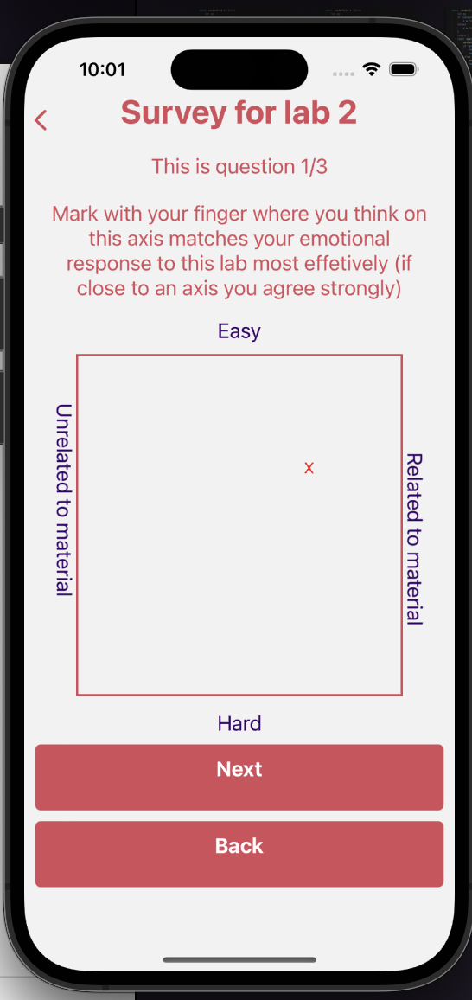 10:01
Survey for lab 2
This is question 1/3
Mark with your finger where you think on
this axis matches your emotional
response to this lab most effetively (if
close to an axis you agree strongly)
Easy
Unrelated to material
X
Related to material
Hard
Next
Back